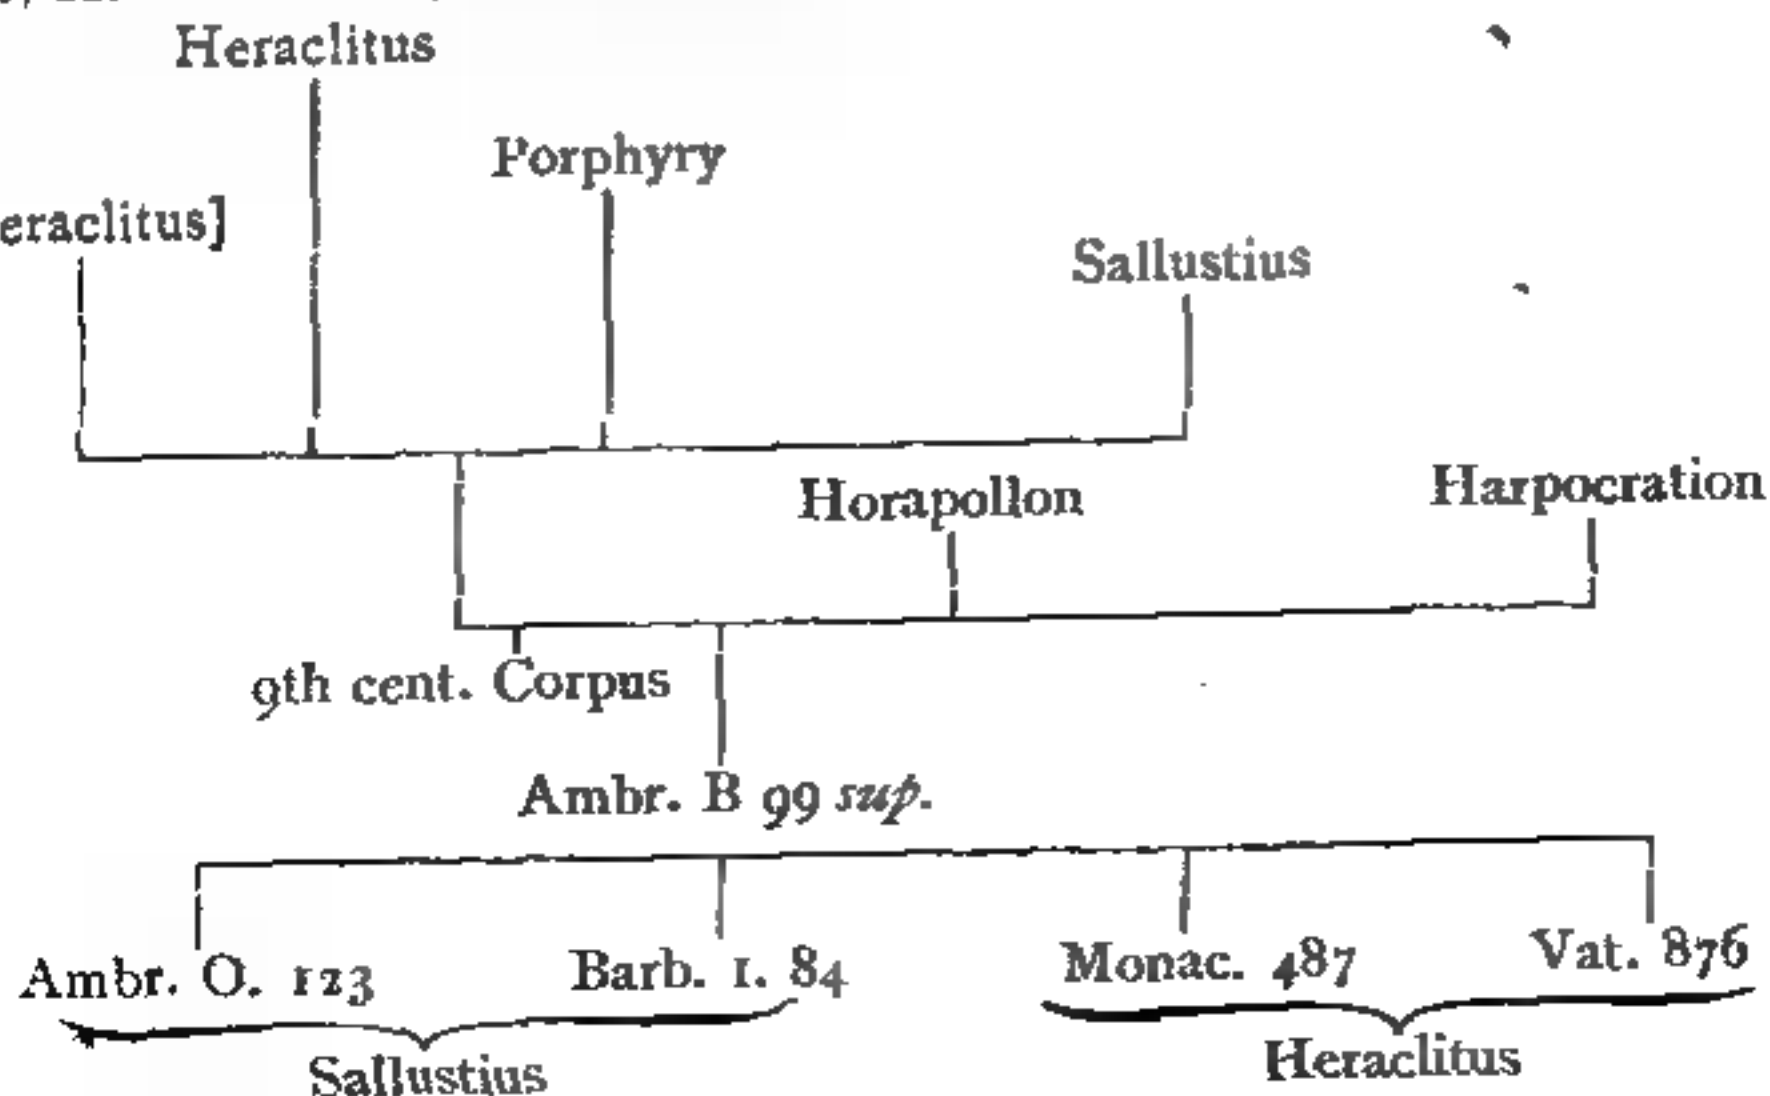 Heraclitus
Porphyry
eraclitus]
Sallustius
Horapollon
Harpocration
9th cent. Corpus
Ambr. B 99 sup.
Ambr. O. 123
Barb. 1. 84
Monac. 487
Vat. 876
Sallustius
Heraclitus